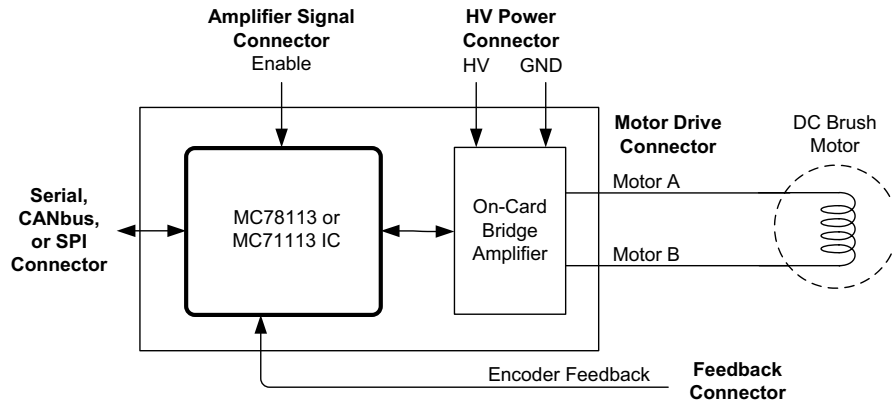 Amplifier Signal
Connector
Enable
HV Power
Connector
HV GND
Motor Drive
Connector
DC Brush
Motor
Motor A
Serial,
CANbus,
or SPI
Connector
MC78113 or
MC71113 IC
On-Card
Bridge
Amplifier
Motor B
Encoder Feedback
Feedback
Connector